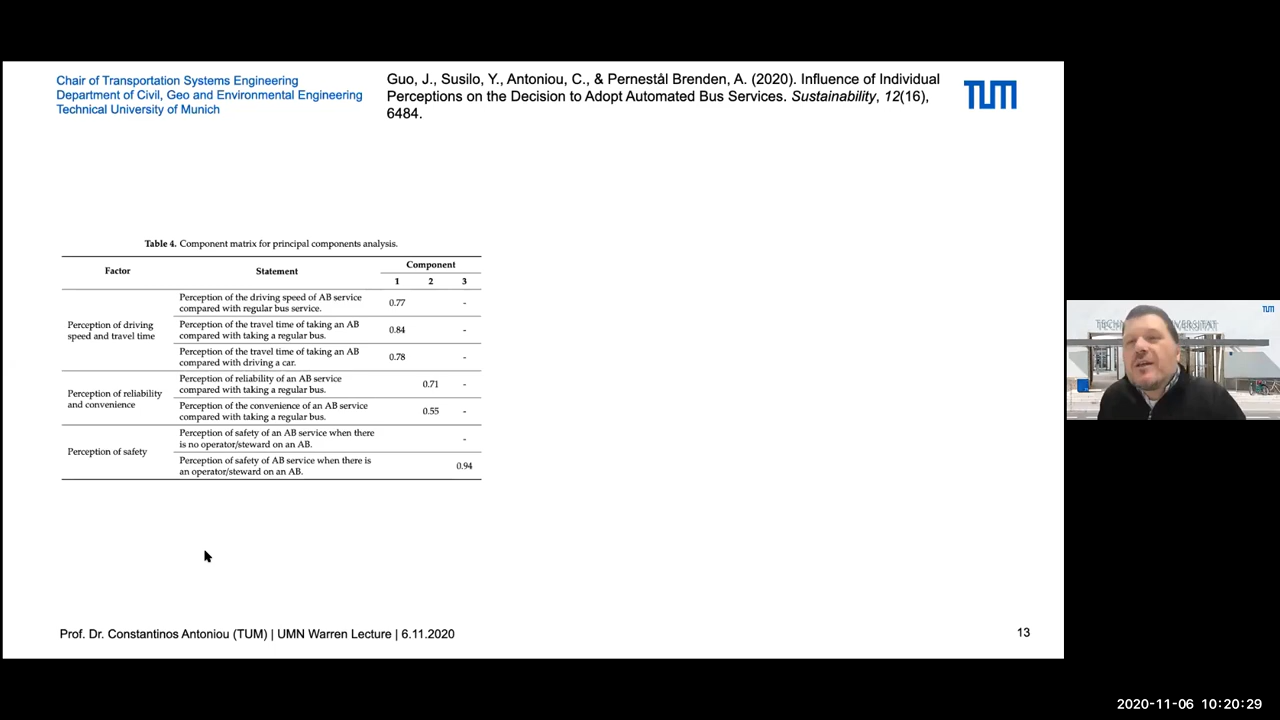 Chair of Transportation Systems Engineering
Department of Civil, Geo and Environmental Engineering
Technical University of Munich
Guo, J., Susilo, Y., Antoniou, C., & Pernestål Brenden, A. (2020). Influence of Individual
Perceptions on the Decision to Adopt Automated Bus Services. Sustainability, 12(16),
6484.
TUM
Table 4. Component matrix for principal components analysis.
Factor Statement Component
1 2 3
Perception of driving
speed and travel time
Perception of the driving speed of AB service
compared with regular bus service.
0.77 -
Perception of the travel time of taking an AB
compared with taking a regular bus.
0.84 -
Perception of the travel time of taking an AB
compared with driving a car.
0.78 -
Perception of reliability
and convenience
Perception of reliability of an AB service
compared with taking a regular bus.
0.71 -
Perception of the convenience of an AB service
compared with taking a regular bus.
0.55 -
Perception of safety
Perception of safety of an AB service when there
is no operator/steward on an AB.
-
Perception of safety of AB service when there is
an operator/steward on an AB.
0.94
Prof. Dr. Constantinos Antoniou (TUM) | UMN Warren Lecture | 6.11.2020
13
TUM
2020-11-06 10:20:29